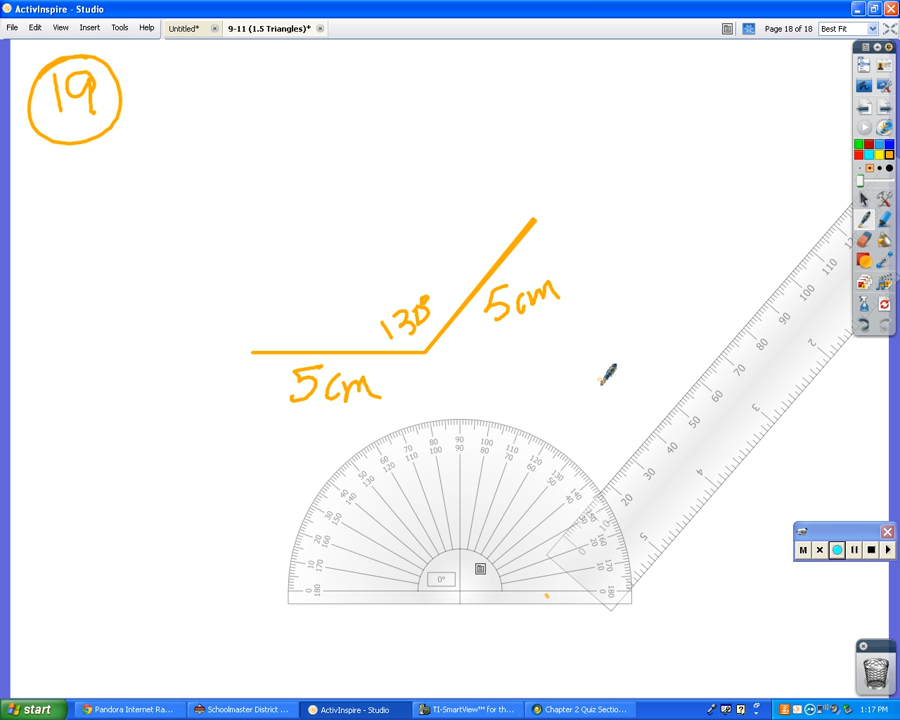 ActivInspire - Studio
File Edit View Insert Tools Help
Untitled*
9-11 (1.5 Triangles)*
Page 18 of 18
Best Fit
19
130°
5cm
5cm
0°
M
start
Pandora Internet Ra...
Schoolmaster District ...
ActivInspire - Studio
TI-SmartView™ for th...
Chapter 2 Quiz Sectio...
1:17 PM